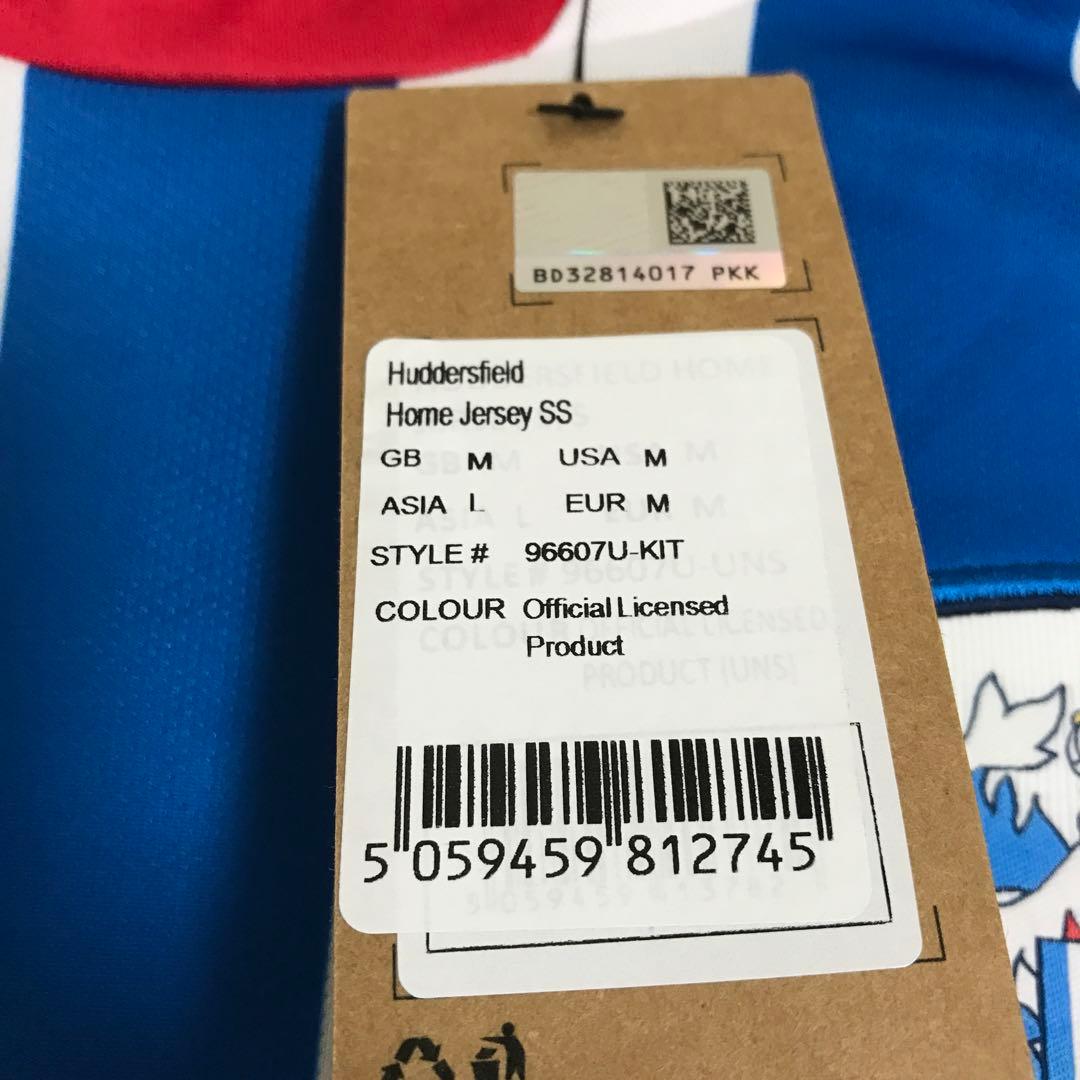 BD32814017 PKK
Huddersfield
Home Jersey SS
GB M USA M
ASIA L EUR M
STYLE # 96607U-KIT
COLOUR Official Licensed
Product
5 059459 812745